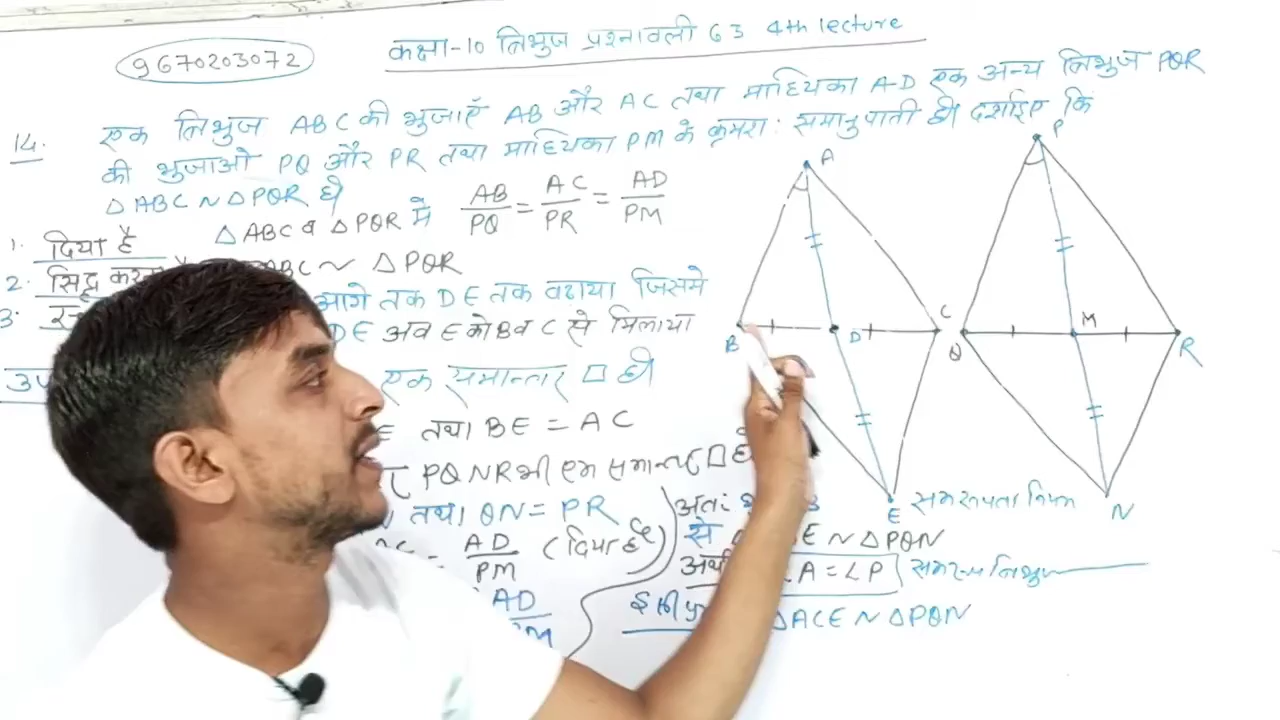 9670203072
कक्षा-10 त्रिभुज प्रश्नावली 6 3 4th lecture
14. एक त्रिभुज ABC की भुजाएँ AB और AC तथा माध्यिका AD एक अन्य त्रिभुज PQR
की भुजाओ PQ और PR तथा माध्यिका PM के क्रमश: समानुपाती है दर्शाइए कि
△ ABC ~ △ PQR है
1. दिया है △ ABC व △ PQR मे AB/PQ = AC/PR = AD/PM
2. सिद्ध ABC ~ △ PQR
3. आगे तक DE तक बढाया जिसमे
DE अब E को B व C से मिलाया
एक समान्तर □ है
E तथा BE = AC
PQNR भी एक समान्तर □ है
तथा QN = PR
AD/PM (दिया है)
AD
M
अतः
से E ~ △PQN समरूपता नियम
∠A = ∠P समरूप त्रिभुज
△ACE ~ △PQN
A
B
D
C
E
P
Q
M
R
N